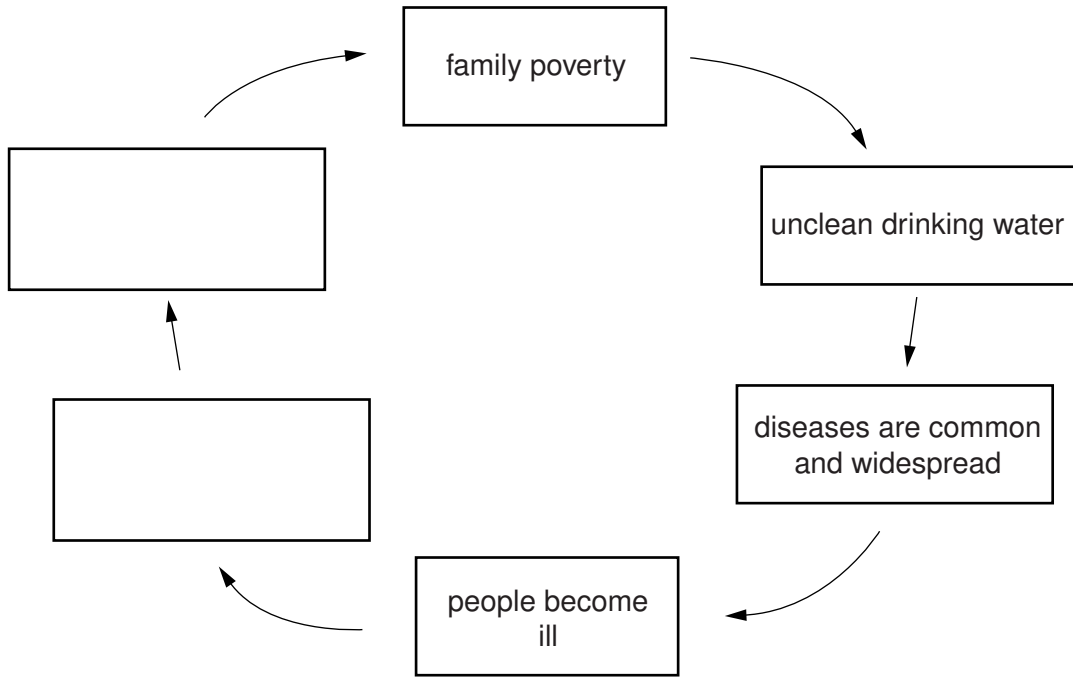 family poverty
unclean drinking water
diseases are common
and widespread
people become
ill